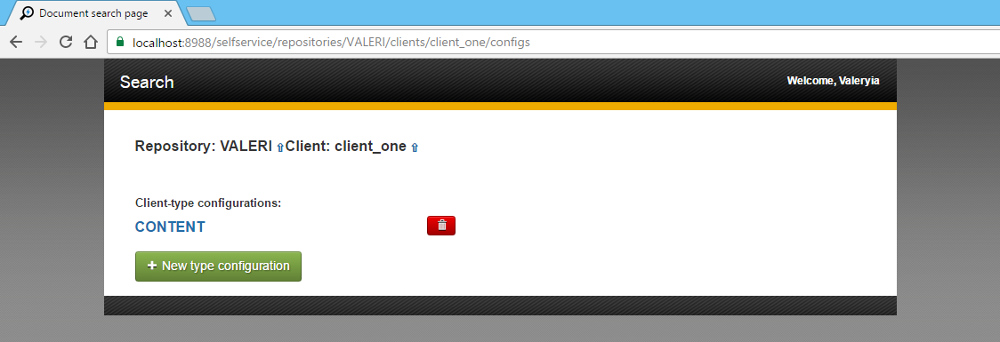 Document search page
localhost:8988/selfservice/repositories/VALERI/clients/client_one/configs
Search
Welcome, Valeryia
Repository: VALERI ⇧Client: client_one ⇧
Client-type configurations:
CONTENT
+ New type configuration